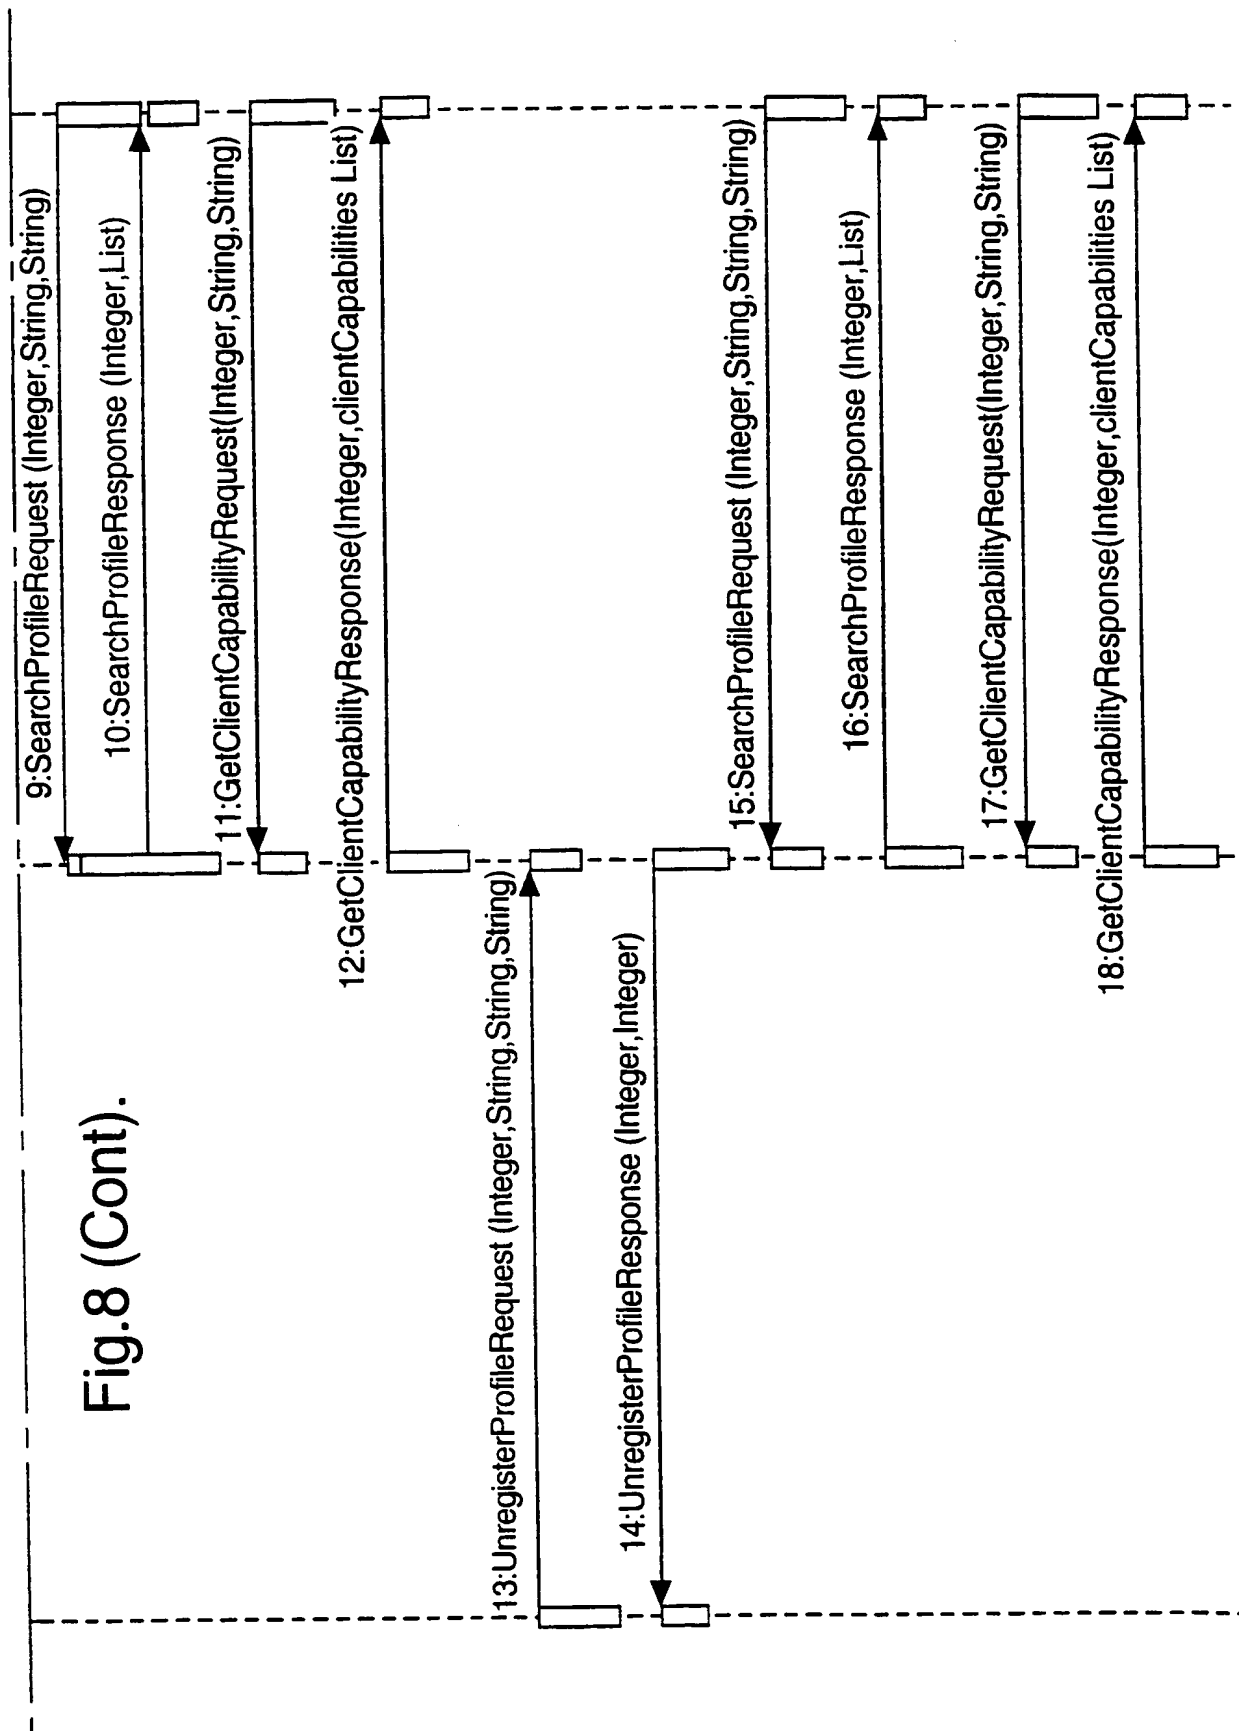 Fig.8 (Cont).
9:SearchProfileRequest (Integer,String,String)
10:SearchProfileResponse (Integer,List)
11:GetClientCapabilityRequest(Integer,String,String)
12:GetClientCapabilityResponse(Integer,clientCapabilities List)
13:UnregisterProfileRequest (Integer,String,String,String)
14:UnregisterProfileResponse (Integer,Integer)
15:SearchProfileRequest (Integer,String,String,String)
16:SearchProfileResponse (Integer,List)
17:GetClientCapabilityRequest(Integer,String,String)
18:GetClientCapabilityResponse(Integer,clientCapabilities List)